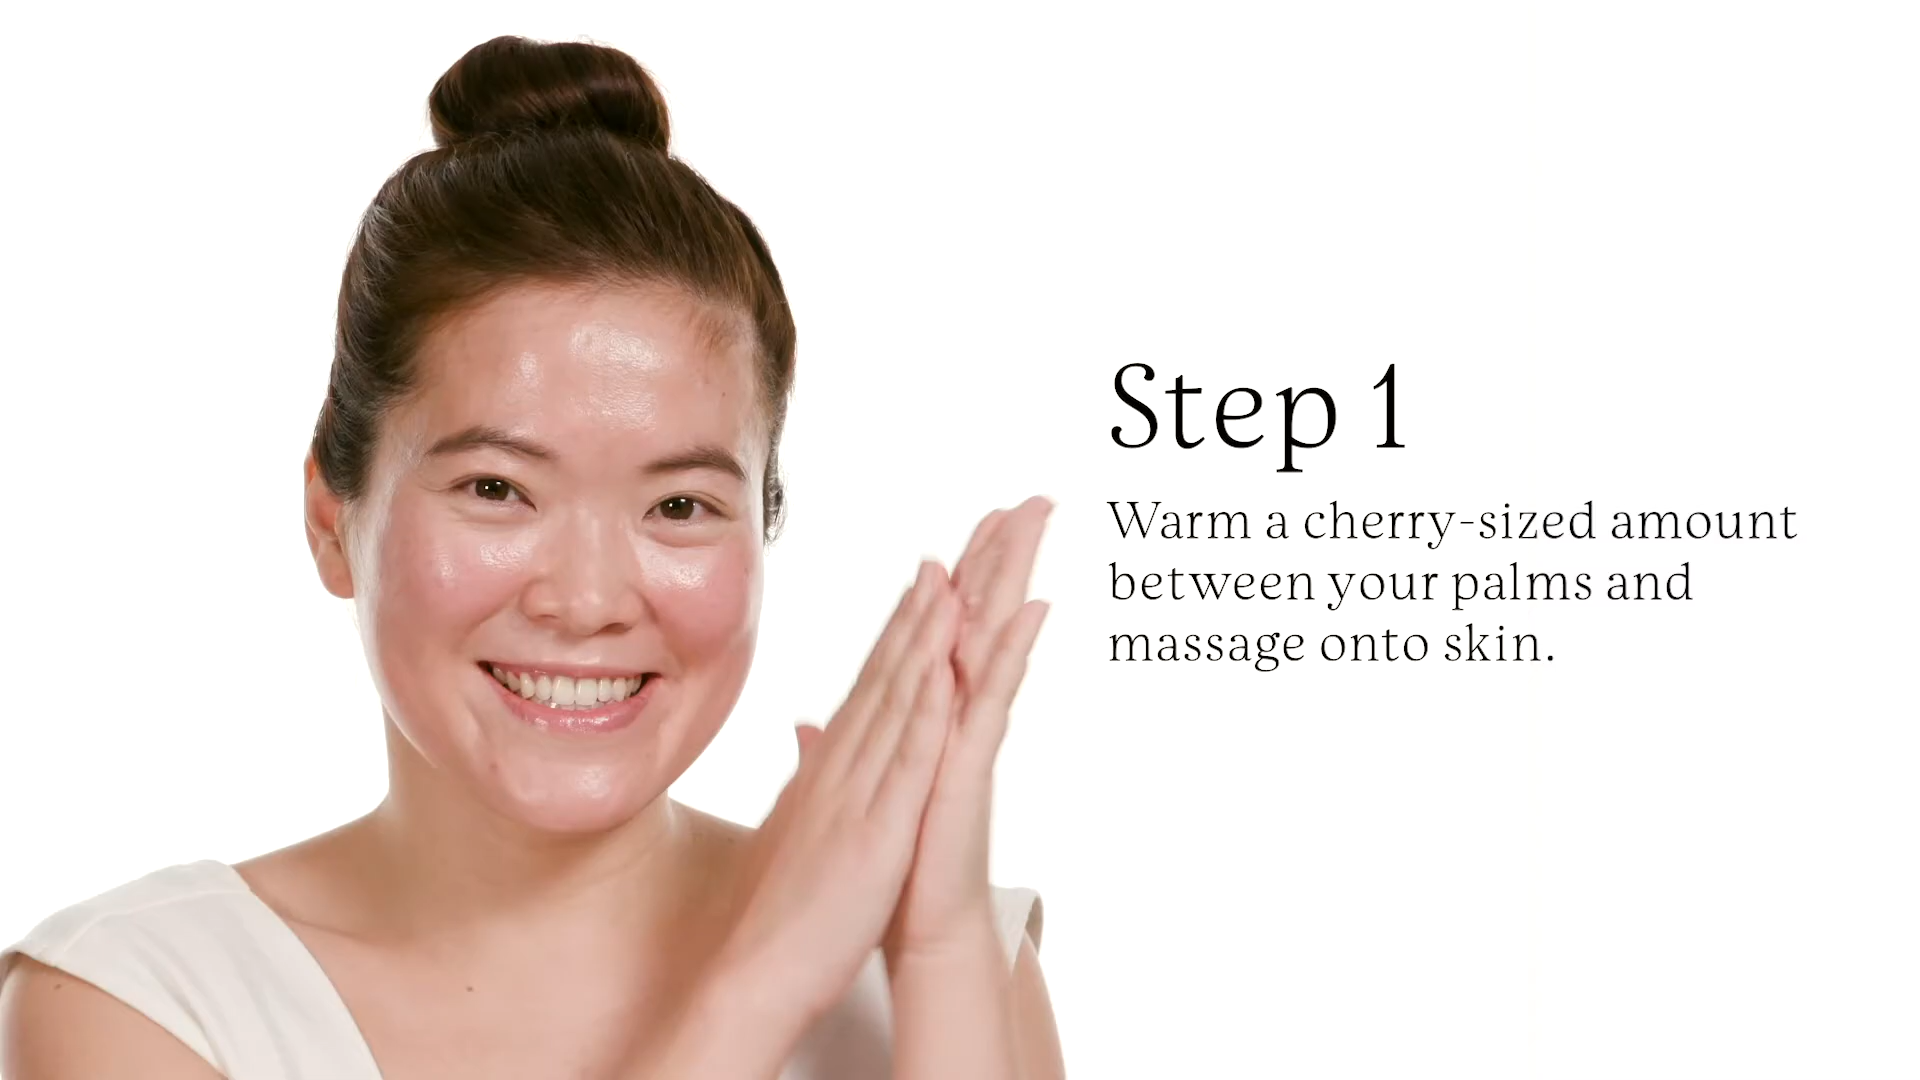 Step 1
Warm a cherry-sized amount
between your palms and
massage onto skin.